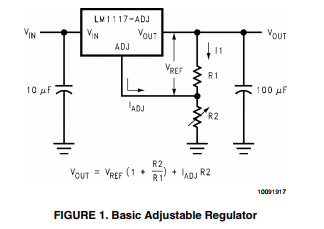 LM1117-ADJ
VIN
VIN
VOUT
VOUT
ADJ
VREF
I1
R1
10 µF
IADJ
100 µF
R2
VOUT = VREF (1 + R2/R1) + IADJ R2
10091917
FIGURE 1. Basic Adjustable Regulator